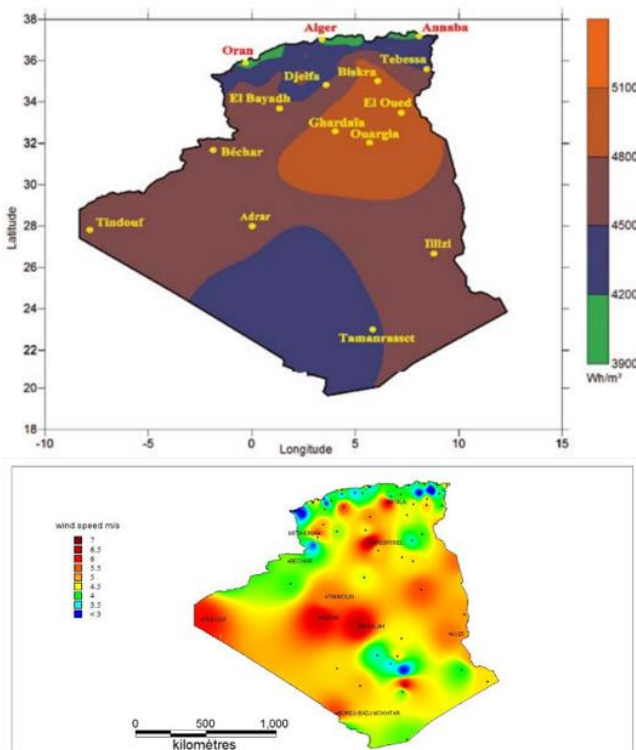 38
36
34
32
30
28
26
24
22
20
18
Latitude
-10 -5 0 5 10 15
Longitude
Oran
Alger
Annaba
Tebessa
Djelfa
Biskra
El Bayadh
El Oued
Ghardaïa
Ouargla
Béchar
Tindouf
Adrar
Illizi
Tamanrasset
5100
4800
4500
4200
3900
Wh/m²
wind speed m/s
7
6.5
6
5.5
5
4.5
4
3.5
<3
BECHAR
TIMIMOUN
0 500 1,000
kilomètres